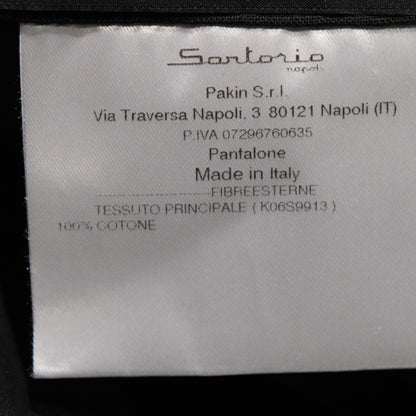 Sartorio
napoli
Pakin S.r.l.
Via Traversa Napoli, 3 80121 Napoli (IT)
P.IVA 07296760635
Pantalone
Made in Italy
--------------------FIBREESTERNE
TESSUTO PRINCIPALE ( K06S9913 )
100% COTONE